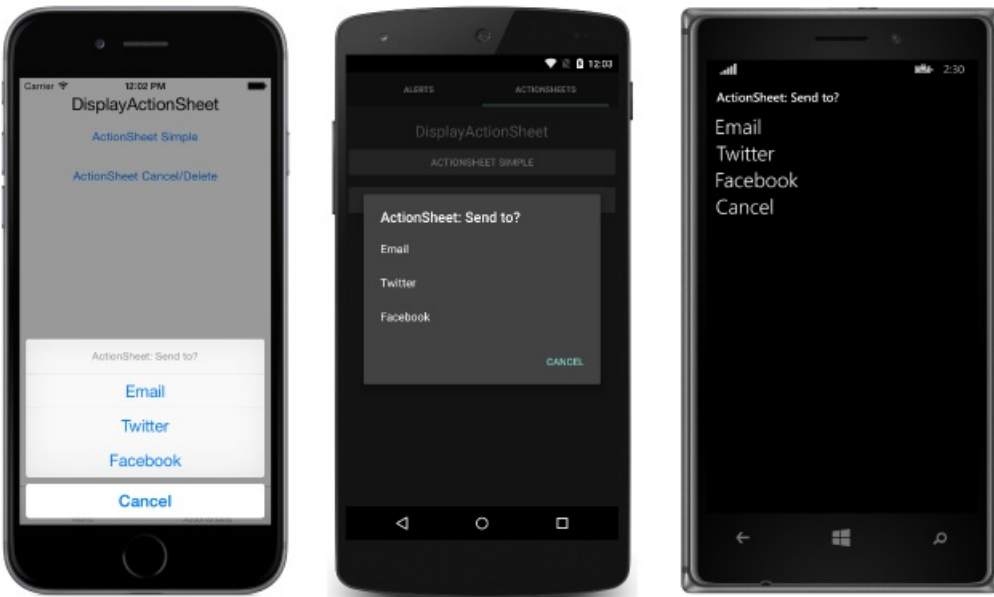 Carrier 12:02 PM
DisplayActionSheet
ActionSheet Simple
ActionSheet Cancel/Delete
ActionSheet: Send to?
Email
Twitter
Facebook
Cancel
12:03
ALERTS ACTIONSHEETS
DisplayActionSheet
ACTIONSHEET SIMPLE
ActionSheet: Send to?
Email
Twitter
Facebook
CANCEL
2:30
ActionSheet: Send to?
Email
Twitter
Facebook
Cancel